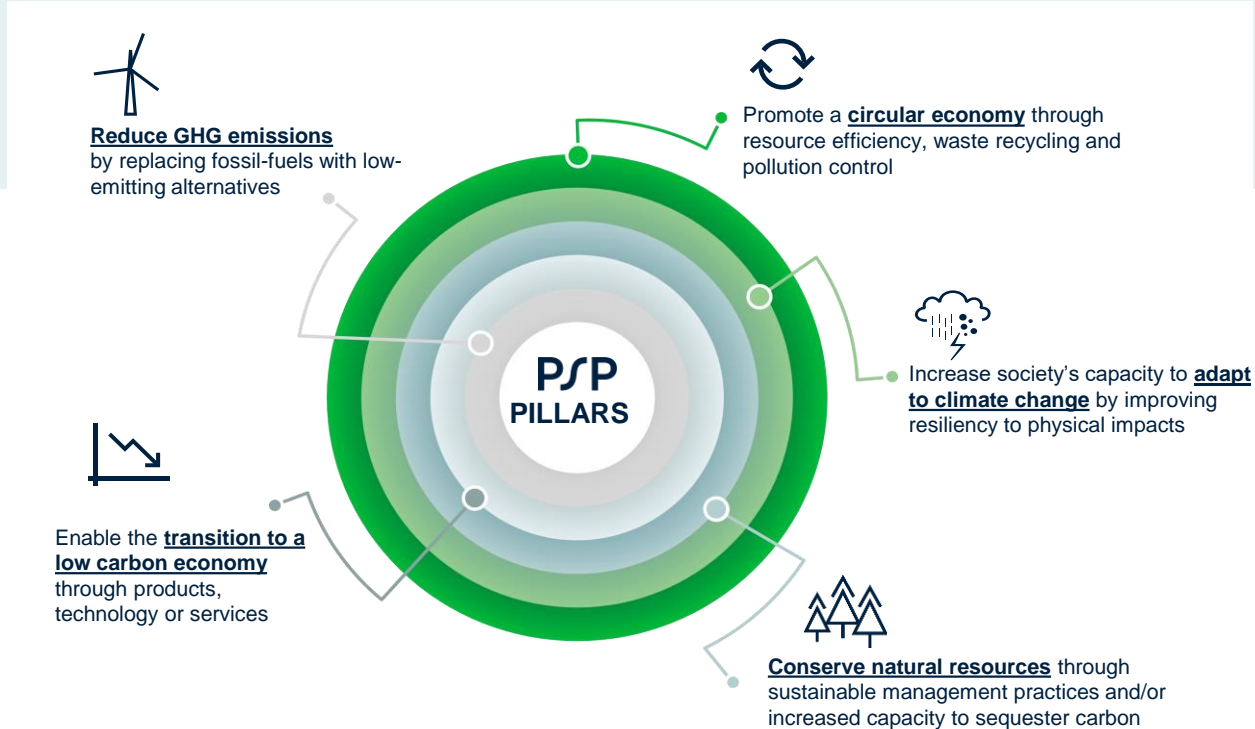 Reduce GHG emissions
by replacing fossil-fuels with low-
emitting alternatives
Promote a circular economy through
resource efficiency, waste recycling and
pollution control
Increase society’s capacity to adapt
to climate change by improving
resiliency to physical impacts
PSP
PILLARS
Enable the transition to a
low carbon economy
through products,
technology or services
Conserve natural resources through
sustainable management practices and/or
increased capacity to sequester carbon